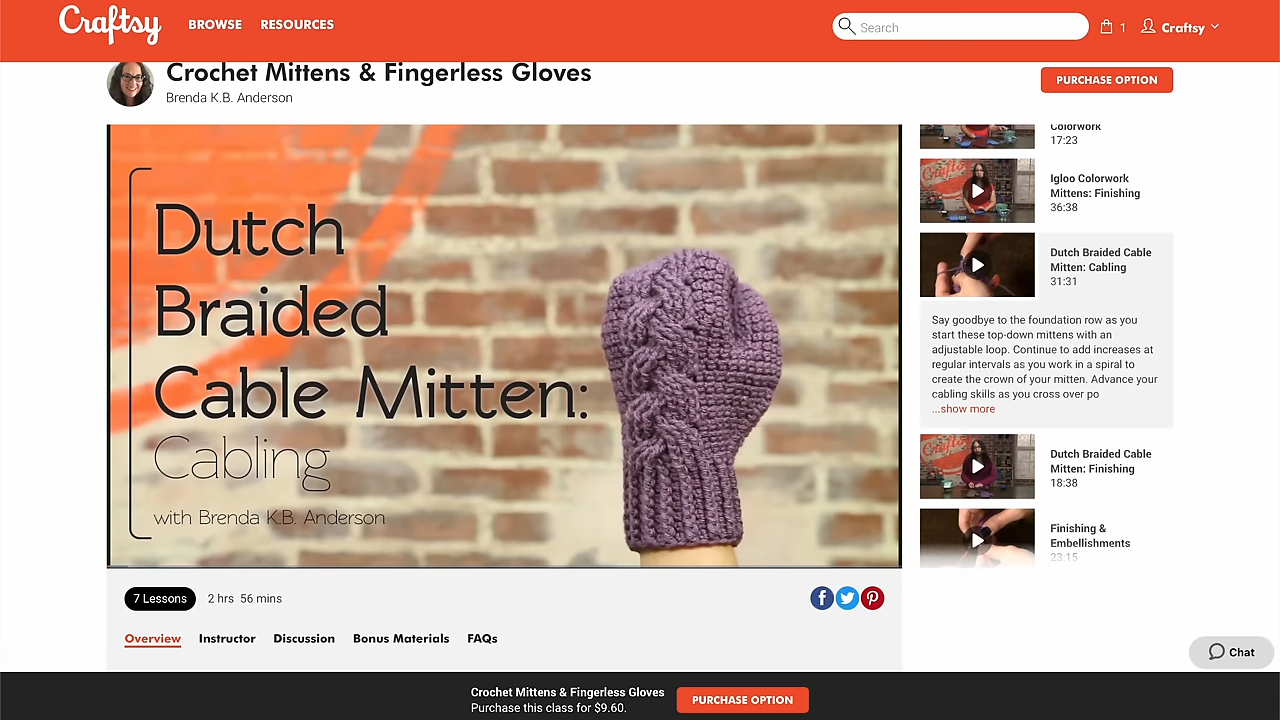 Craftsy
BROWSE
RESOURCES
Search
1
Craftsy
Crochet Mittens & Fingerless Gloves
Brenda K.B. Anderson
PURCHASE OPTION
Dutch
Braided
Cable Mitten:
Cabling
with Brenda K.B. Anderson
Colorwork
17:23
Igloo Colorwork
Mittens: Finishing
36:38
Dutch Braided Cable
Mitten: Cabling
31:31
Say goodbye to the foundation row as you
start these top-down mittens with an
adjustable loop. Continue to add increases at
regular intervals as you work in a spiral to
create the crown of your mitten. Advance your
cabling skills as you cross over po
...show more
Dutch Braided Cable
Mitten: Finishing
18:38
Finishing &
Embellishments
23:15
7 Lessons
2 hrs 56 mins
Overview
Instructor
Discussion
Bonus Materials
FAQs
Chat
Crochet Mittens & Fingerless Gloves
Purchase this class for $9.60.
PURCHASE OPTION